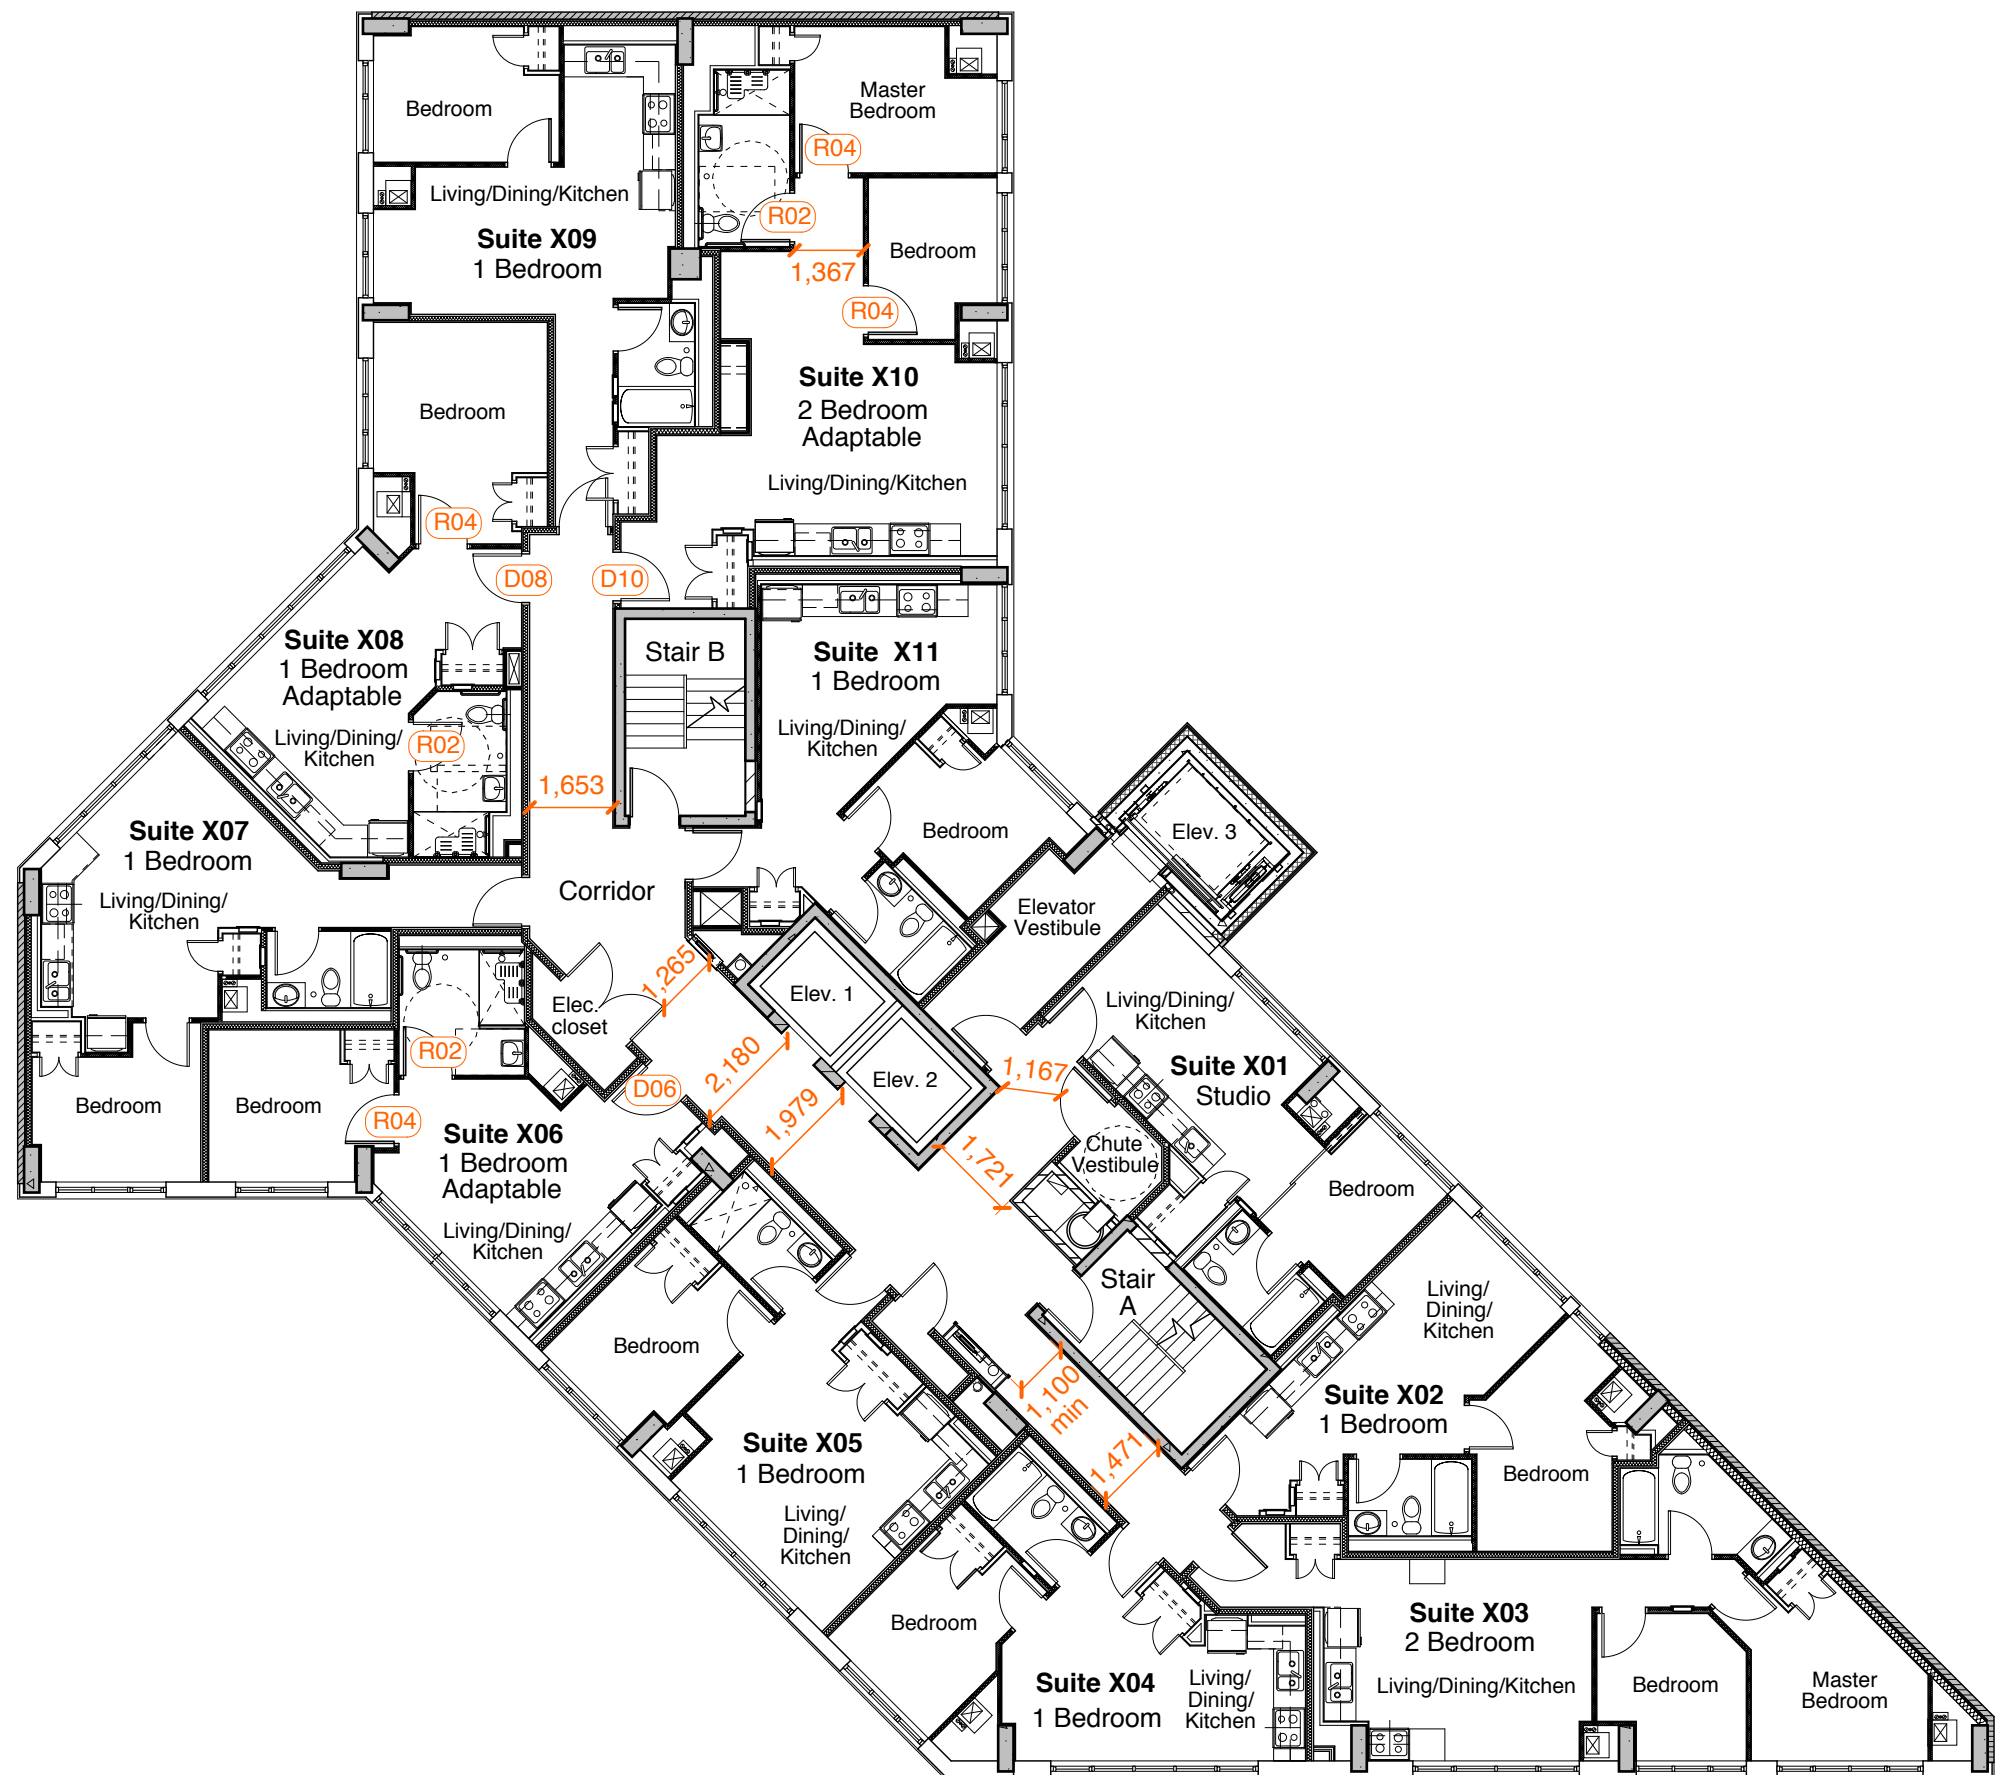 Bedroom
Living/Dining/Kitchen
Suite X09
1 Bedroom
Master
Bedroom
R04
R02
1,367
Bedroom
R04
Suite X10
2 Bedroom
Adaptable
Living/Dining/Kitchen
Bedroom
R04
D08
D10
Suite X08
1 Bedroom
Adaptable
Living/Dining/
Kitchen
R02
1,653
Stair B
Suite X11
1 Bedroom
Living/Dining/
Kitchen
Bedroom
Elev. 3
Elevator
Vestibule
Suite X07
1 Bedroom
Living/Dining/
Kitchen
Corridor
1,265
Elec.
closet
Elev. 1
Elev. 2
2,180
1,979
D06
R02
Bedroom
Bedroom
R04
Suite X06
1 Bedroom
Adaptable
Living/Dining/
Kitchen
1,167
1,721
Chute
Vestibule
Living/Dining/
Kitchen
Suite X01
Studio
Bedroom
Stair
A
Living/
Dining/
Kitchen
Suite X02
1 Bedroom
Bedroom
1,100
min
1,471
Bedroom
Suite X05
1 Bedroom
Living/
Dining/
Kitchen
Bedroom
Suite X04
1 Bedroom
Living/
Dining/
Kitchen
Suite X03
2 Bedroom
Living/Dining/Kitchen
Bedroom
Master
Bedroom